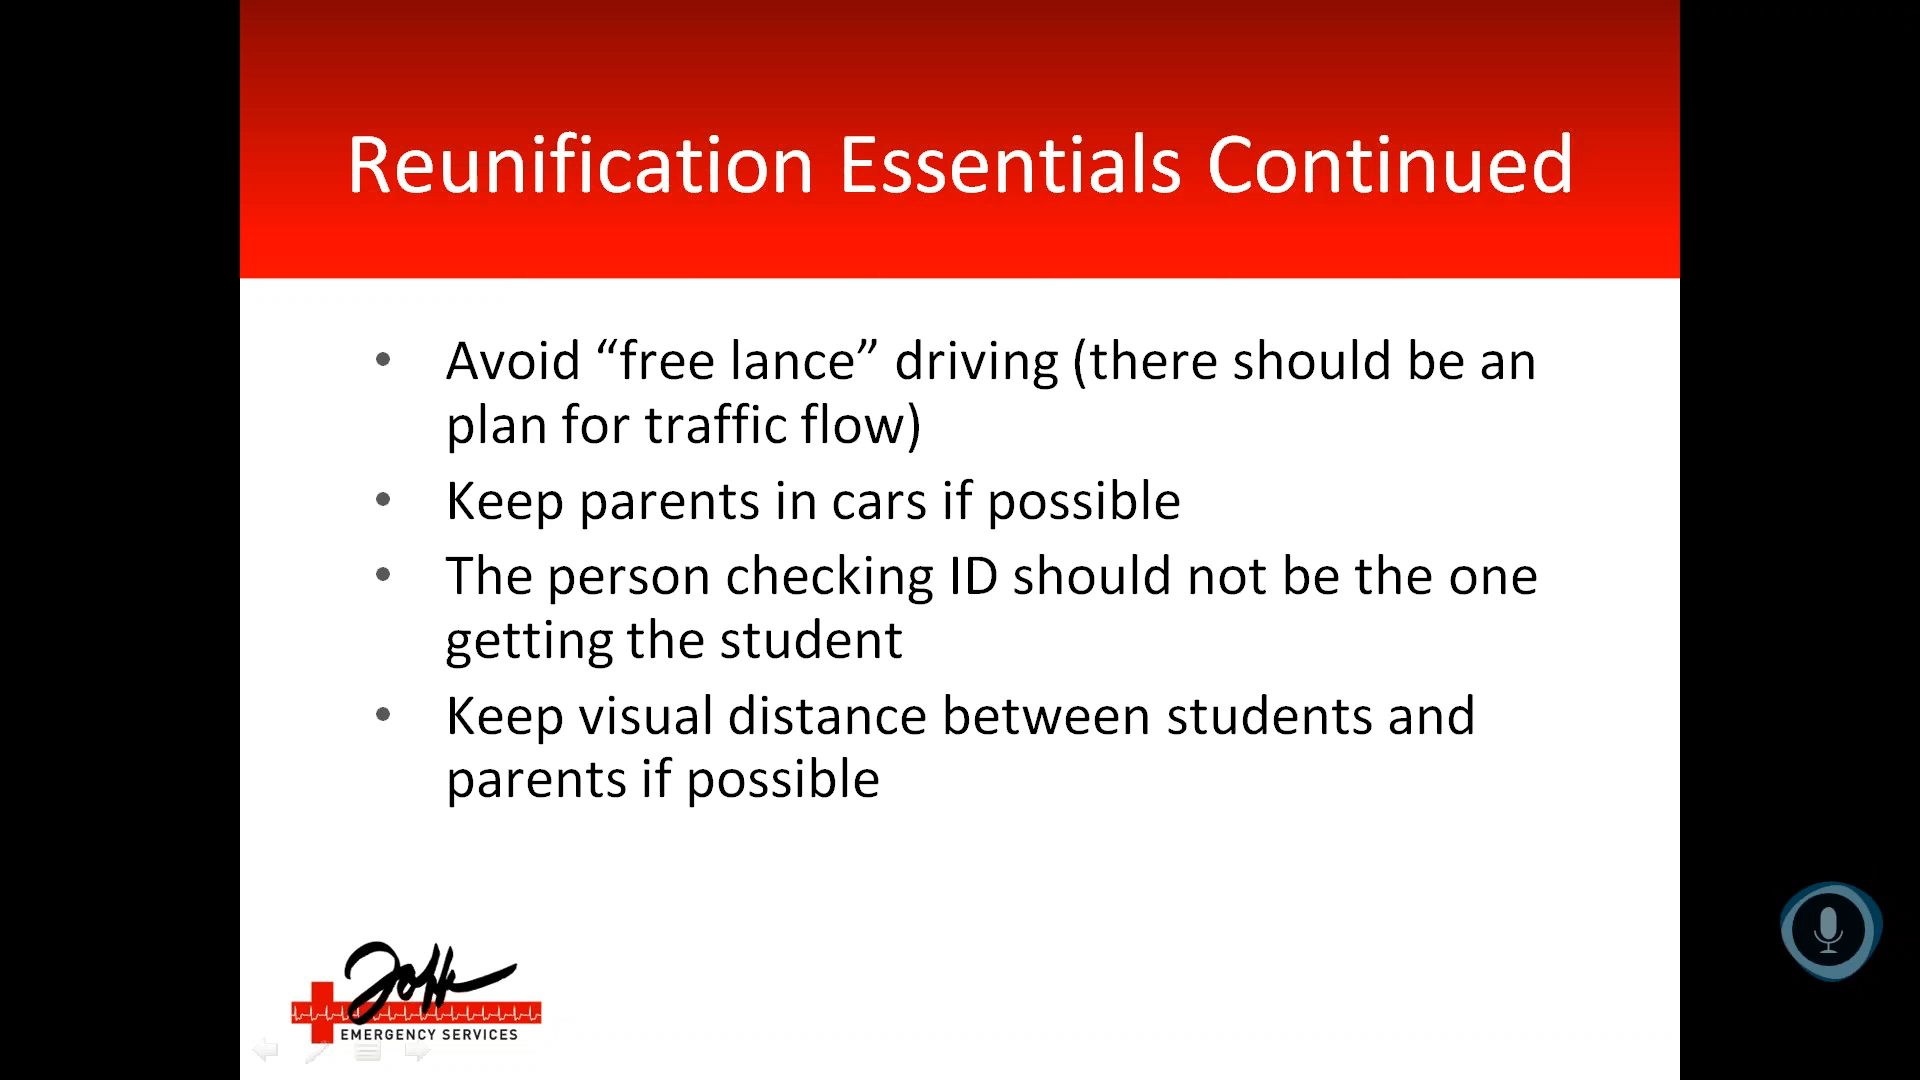 Reunification Essentials Continued
• Avoid “free lance” driving (there should be an
plan for traffic flow)
• Keep parents in cars if possible
• The person checking ID should not be the one
getting the student
• Keep visual distance between students and
parents if possible
Joffe
EMERGENCY SERVICES